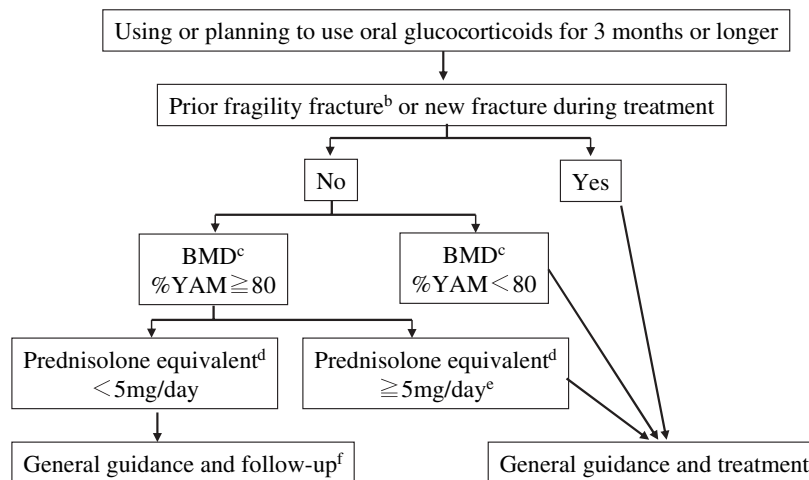 Using or planning to use oral glucocorticoids for 3 months or longer
Prior fragility fractureᵇ or new fracture during treatment
No
Yes
BMDᶜ
%YAM≧80
BMDᶜ
%YAM<80
Prednisolone equivalentᵈ
<5mg/day
Prednisolone equivalentᵈ
≧5mg/dayᵉ
General guidance and follow-upᶠ
General guidance and treatment